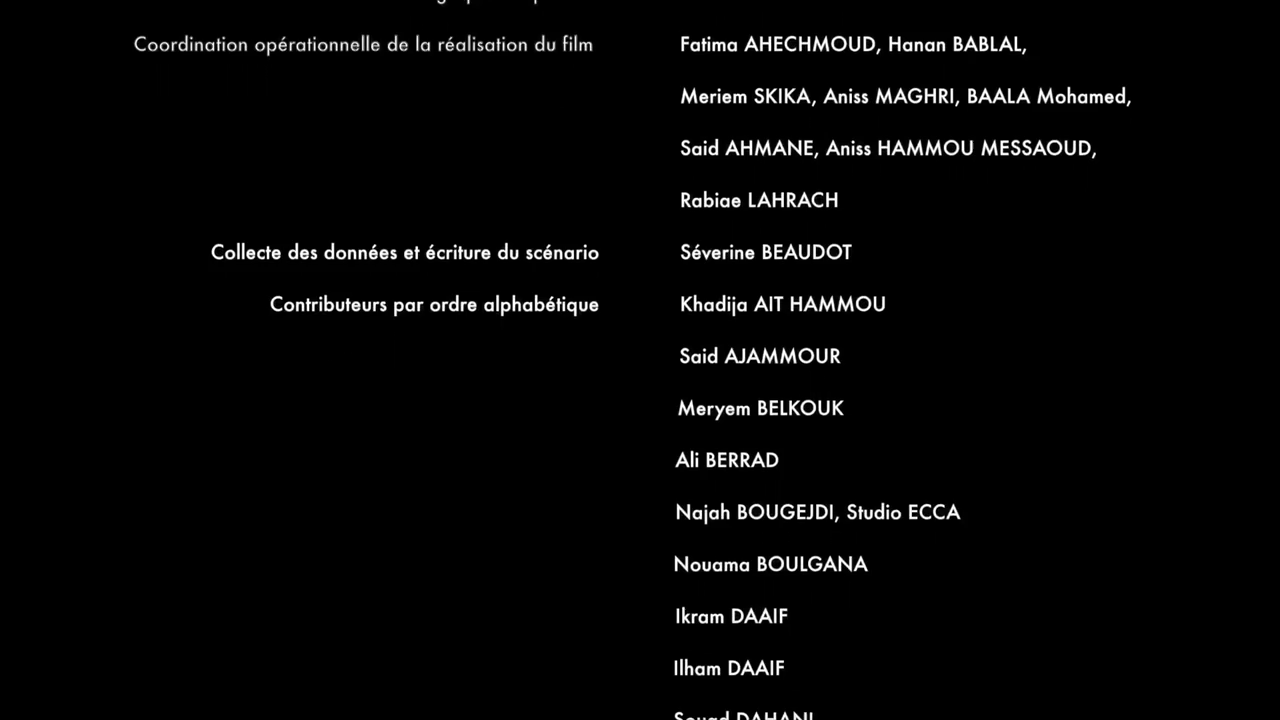 Coordination opérationnelle de la réalisation du film Fatima AHECHMOUD, Hanan BABLAL,
Meriem SKIKA, Aniss MAGHRI, BAALA Mohamed,
Said AHMANE, Aniss HAMMOU MESSAOUD,
Rabiae LAHRACH
Collecte des données et écriture du scénario Séverine BEAUDOT
Contributeurs par ordre alphabétique Khadija AIT HAMMOU
Said AJAMMOUR
Meryem BELKOUK
Ali BERRAD
Najah BOUGEJDI, Studio ECCA
Nouama BOULGANA
Ikram DAAIF
Ilham DAAIF
Souad DAHANI